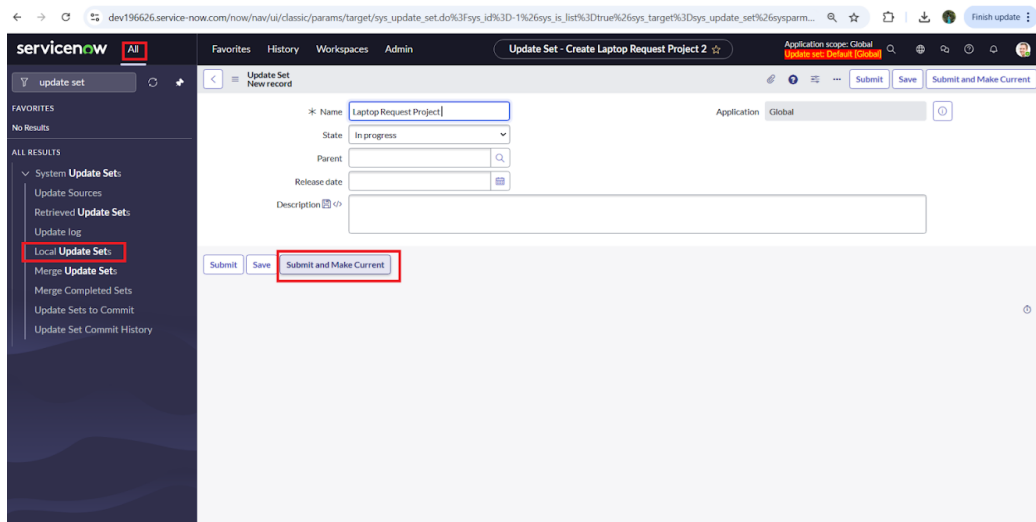 dev196626.service-now.com/now/nav/ui/classic/params/target/sys_update_set.do%3Fsys_id%3D-1%26sys_is_list%3Dtrue%26sys_target%3Dsys_update_set%26sysparm...
Finish update
servicenow All Favorites History Workspaces Admin Update Set - Create Laptop Request Project 2 Application scope: Global
Update set: Default [Global]
update set
Update Set
New record
Submit Save Submit and Make Current
FAVORITES
No Results
ALL RESULTS
System Update Sets
Update Sources
Retrieved Update Sets
Update log
Local Update Sets
Merge Update Sets
Merge Completed Sets
Update Sets to Commit
Update Set Commit History
Name Laptop Request Project
Application Global
State In progress
Parent
Release date
Description
Submit Save Submit and Make Current